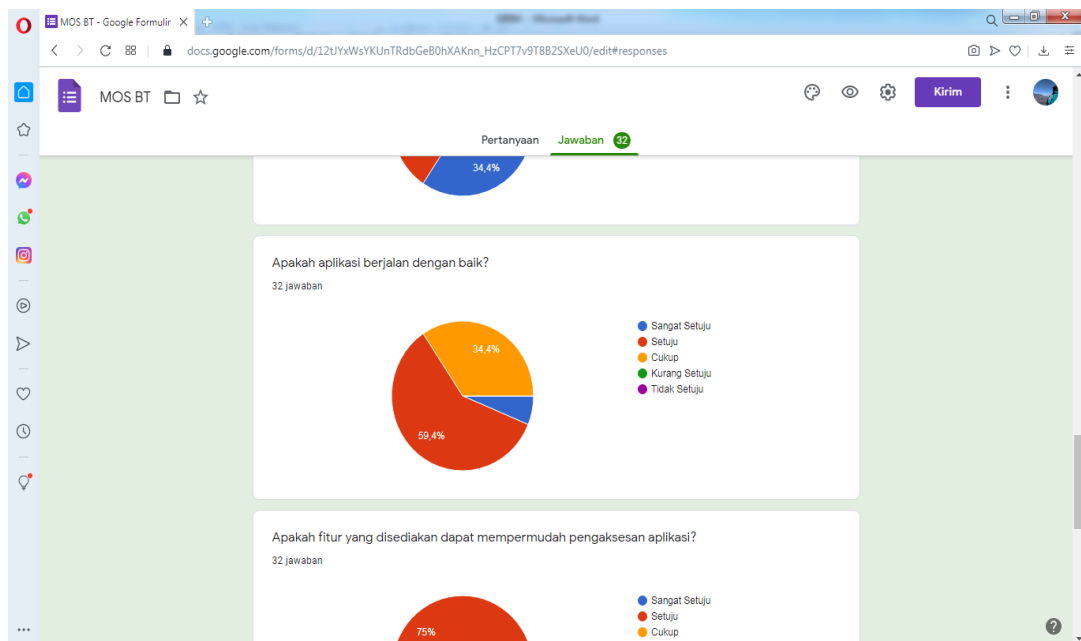 MOS BT - Google Formulir
docs.google.com/forms/d/12tJYxWsYKUnTRdbGeB0hXAKnn_HzCPT7v9T8B2SXeU0/edit#responses
MOS BT
Kirim
Pertanyaan Jawaban 32
34,4%
Apakah aplikasi berjalan dengan baik?
32 jawaban
34,4%
59,4%
Sangat Setuju
Setuju
Cukup
Kurang Setuju
Tidak Setuju
Apakah fitur yang disediakan dapat mempermudah pengaksesan aplikasi?
32 jawaban
75%
Sangat Setuju
Setuju
Cukup